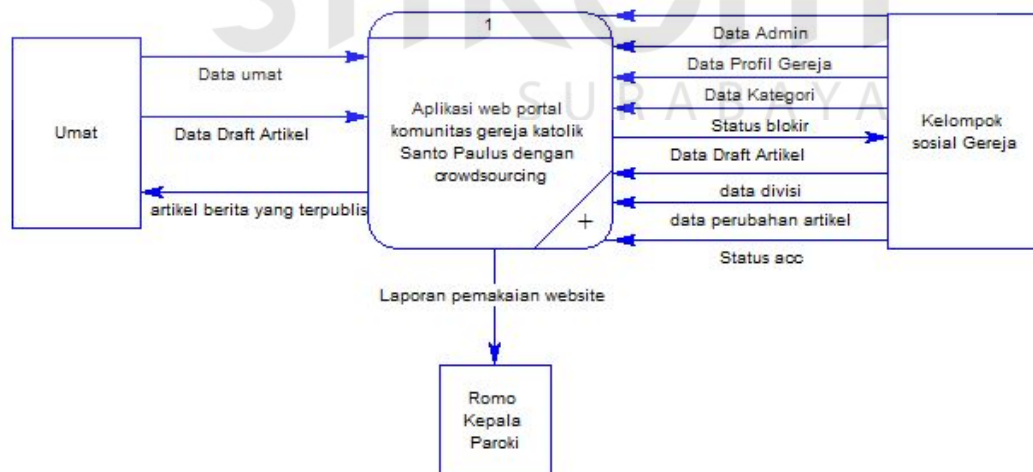 STIKOM
SURABAYA
1
Umat
Data umat
Data Draft Artikel
artikel berita yang terpublis
Aplikasi web portal
komunitas gereja katolik
Santo Paulus dengan
crowdsourcing
+
Data Admin
Data Profil Gereja
Data Kategori
Status blokir
Data Draft Artikel
data divisi
data perubahan artikel
Status acc
Kelompok
sosial Gereja
Laporan pemakaian website
Romo
Kepala
Paroki